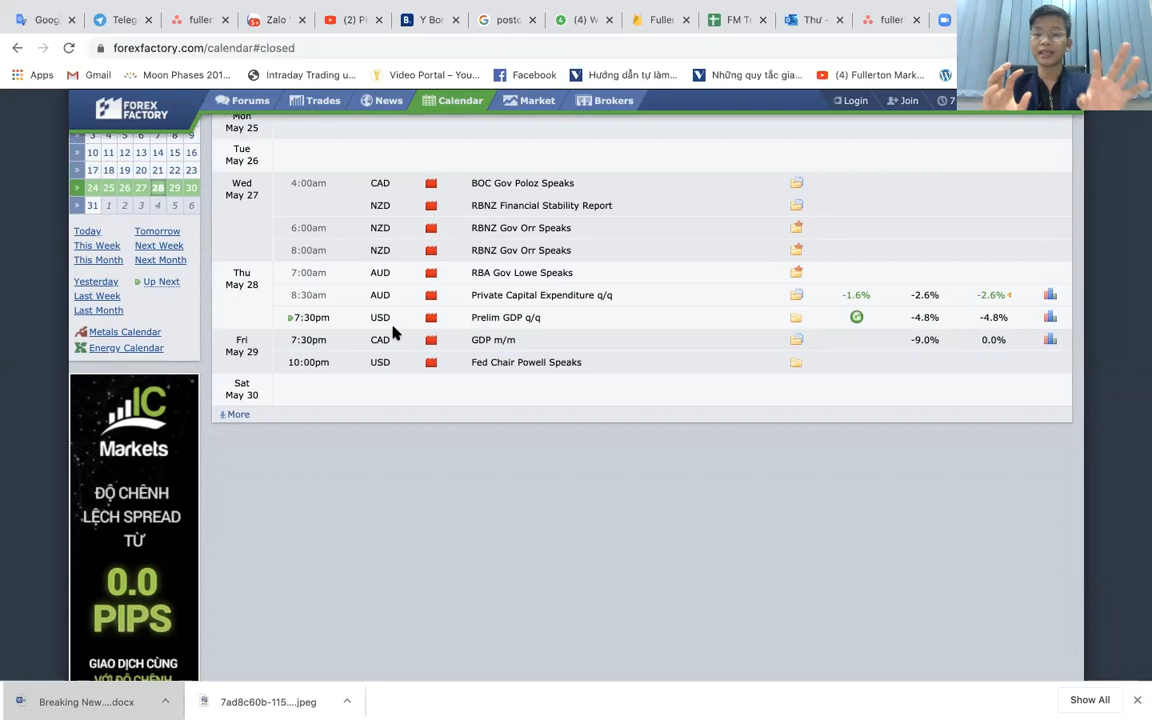 Googl
Teleg
fuller
Zalo
(2) Pi
Y Bor
postc
(4) W
Fuller
FM Tr
Thư -
fuller
forexfactory.com/calendar#closed
Apps
Gmail
Moon Phases 201...
Intraday Trading u...
Video Portal – You...
Facebook
Hướng dẫn tự làm...
Những quy tắc gia...
(4) Fullerton Mark...
FOREX FACTORY
Forums
Trades
News
Calendar
Market
Brokers
Login
Join
7
3 4 5 6 7 8 9
10 11 12 13 14 15 16
17 18 19 20 21 22 23
24 25 26 27 28 29 30
31 1 2 3 4 5 6
Today Tomorrow
This Week Next Week
This Month Next Month
Yesterday Up Next
Last Week
Last Month
Metals Calendar
Energy Calendar
Mon
May 25
Tue
May 26
Wed
May 27
4:00am CAD BOC Gov Poloz Speaks
NZD RBNZ Financial Stability Report
6:00am NZD RBNZ Gov Orr Speaks
8:00am NZD RBNZ Gov Orr Speaks
Thu
May 28
7:00am AUD RBA Gov Lowe Speaks
8:30am AUD Private Capital Expenditure q/q -1.6% -2.6% -2.6%
7:30pm USD Prelim GDP q/q -4.8% -4.8%
Fri
May 29
7:30pm CAD GDP m/m -9.0% 0.0%
10:00pm USD Fed Chair Powell Speaks
Sat
May 30
More
IC
Markets
ĐỘ CHÊNH
LỆCH SPREAD
TỪ
0.0
PIPS
GIAO DỊCH CÙNG
Breaking New....docx
7ad8c60b-115....jpeg
Show All